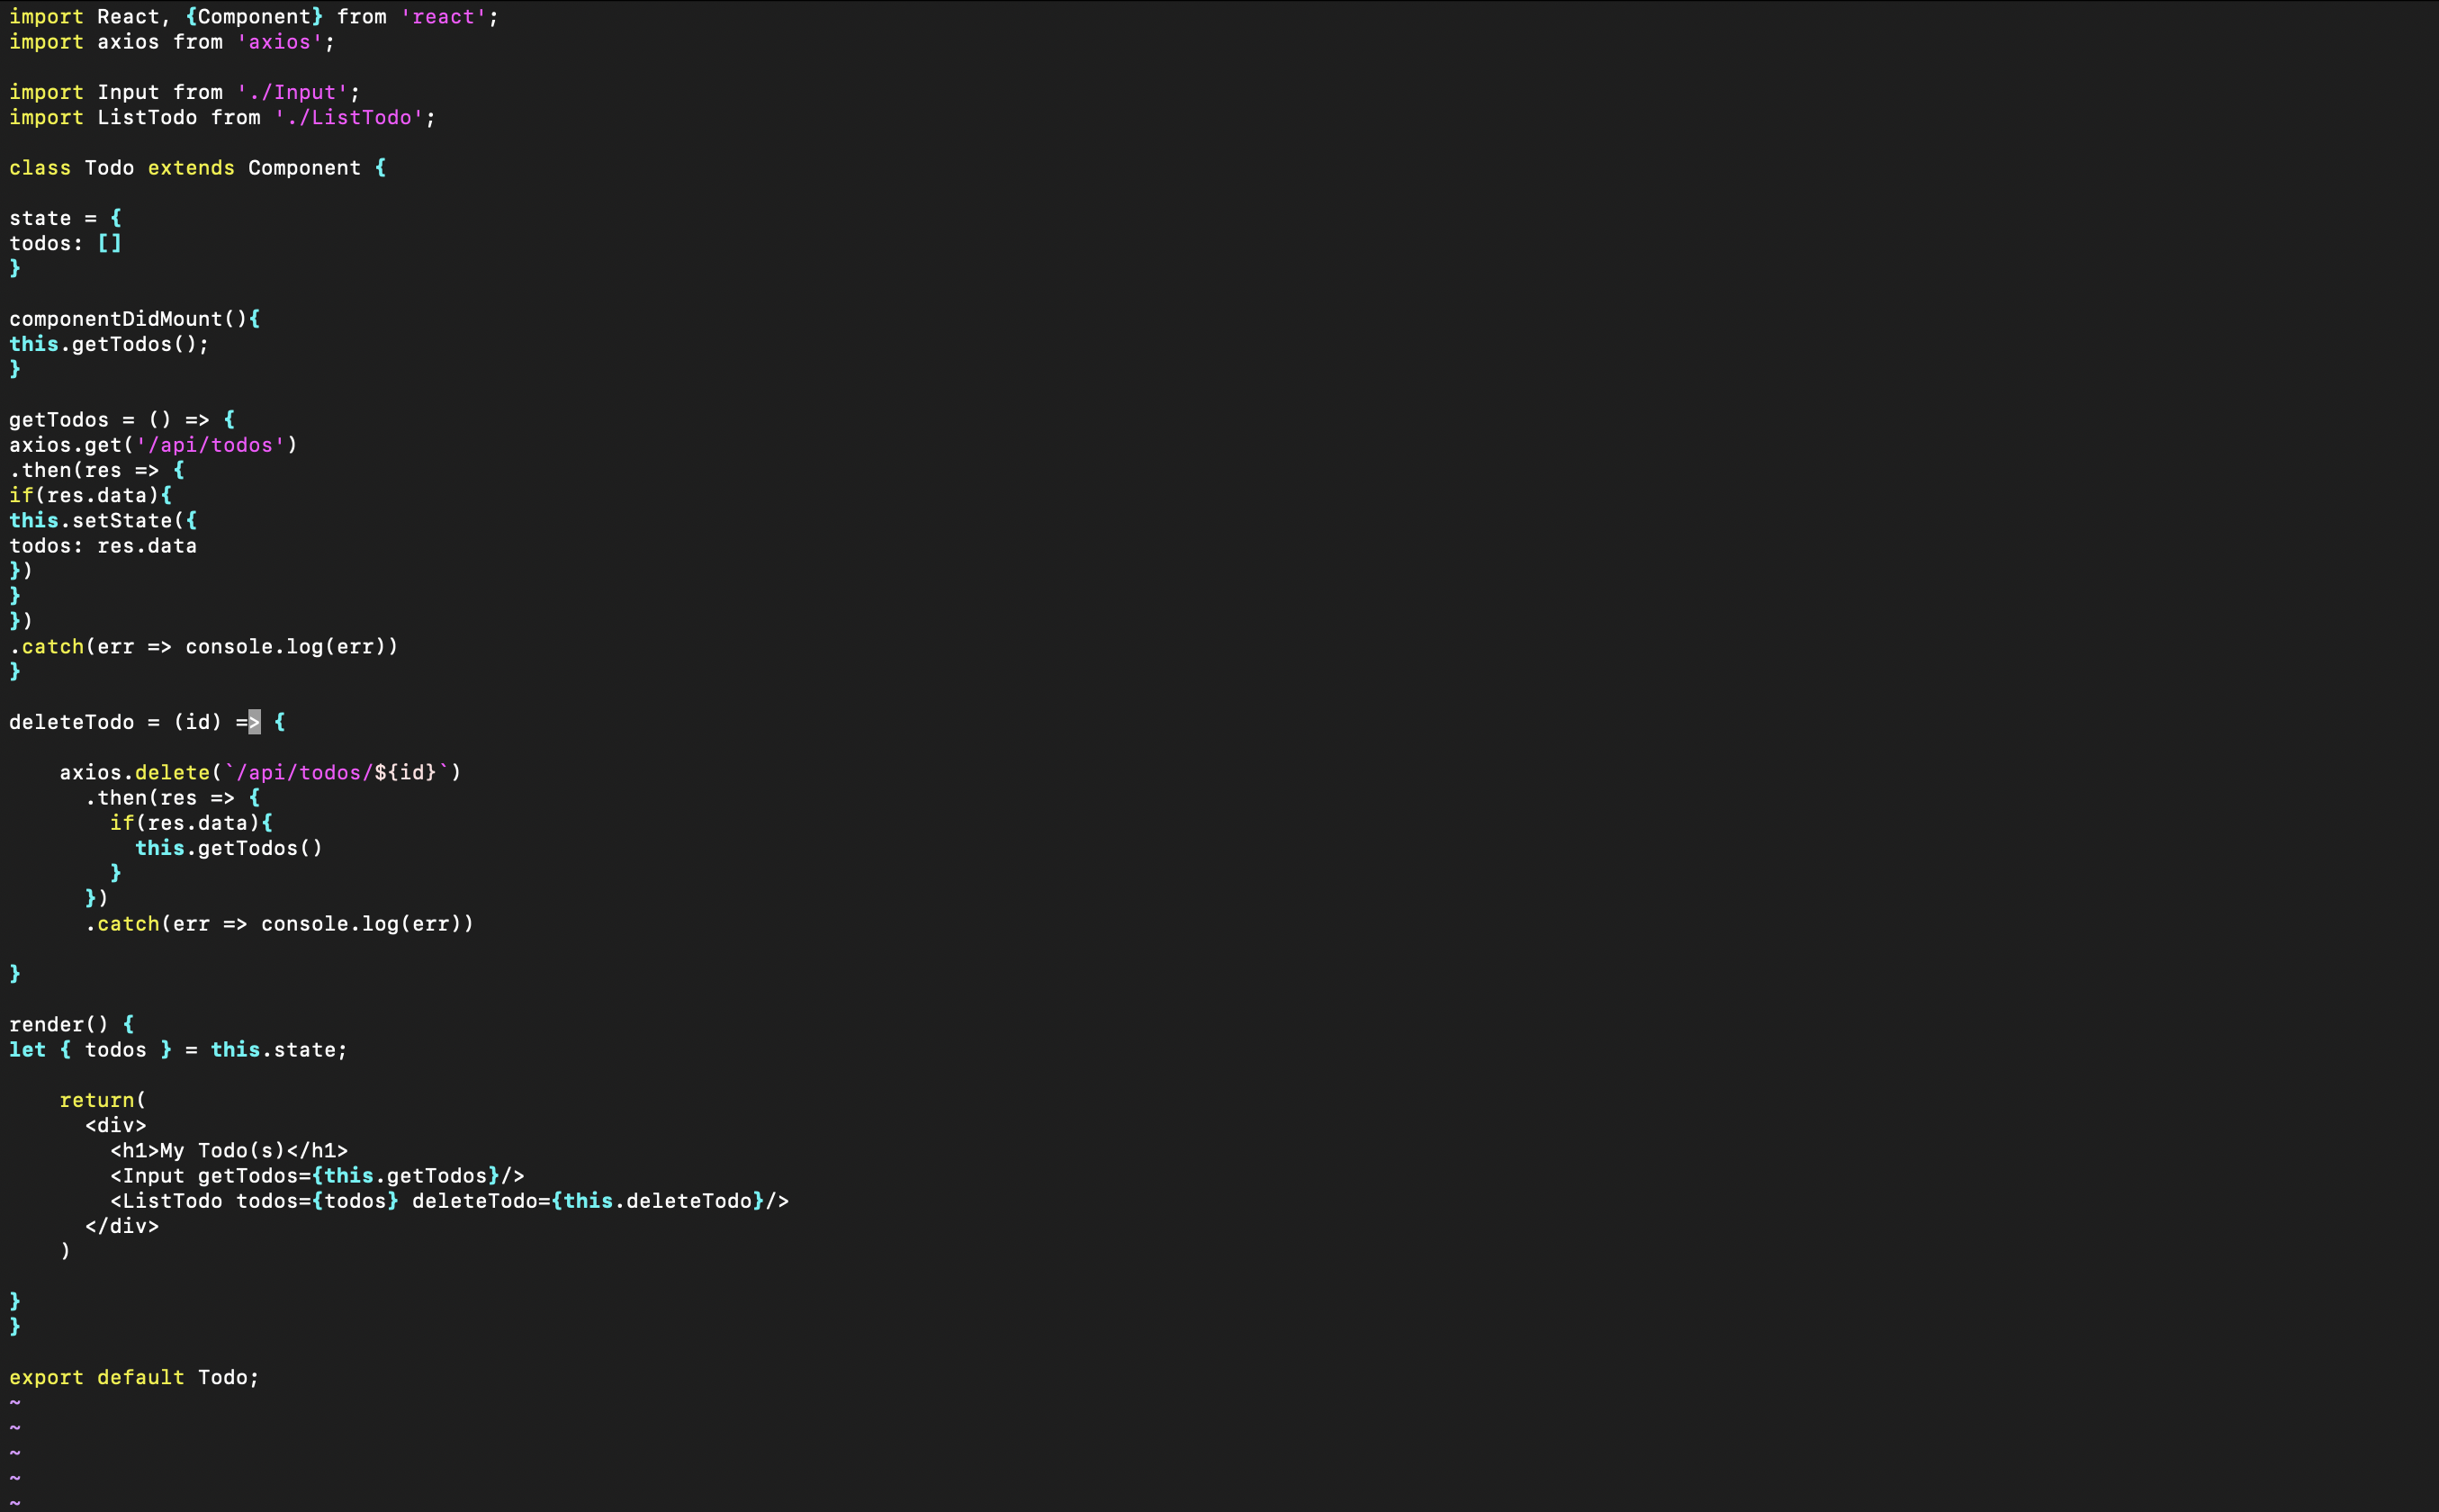 import React, {Component} from 'react';
import axios from 'axios';

import Input from './Input';
import ListTodo from './ListTodo';

class Todo extends Component {

state = {
todos: []
}

componentDidMount(){
this.getTodos();
}

getTodos = () => {
axios.get('/api/todos')
.then(res => {
if(res.data){
this.setState({
todos: res.data
})
}
})
.catch(err => console.log(err))
}

deleteTodo = (id) => {

    axios.delete(`/api/todos/${id}`)
      .then(res => {
        if(res.data){
          this.getTodos()
        }
      })
      .catch(err => console.log(err))

}

render() {
let { todos } = this.state;

    return(
      <div>
        <h1>My Todo(s)</h1>
        <Input getTodos={this.getTodos}/>
        <ListTodo todos={todos} deleteTodo={this.deleteTodo}/>
      </div>
    )

}
}

export default Todo;
~
~
~
~
~